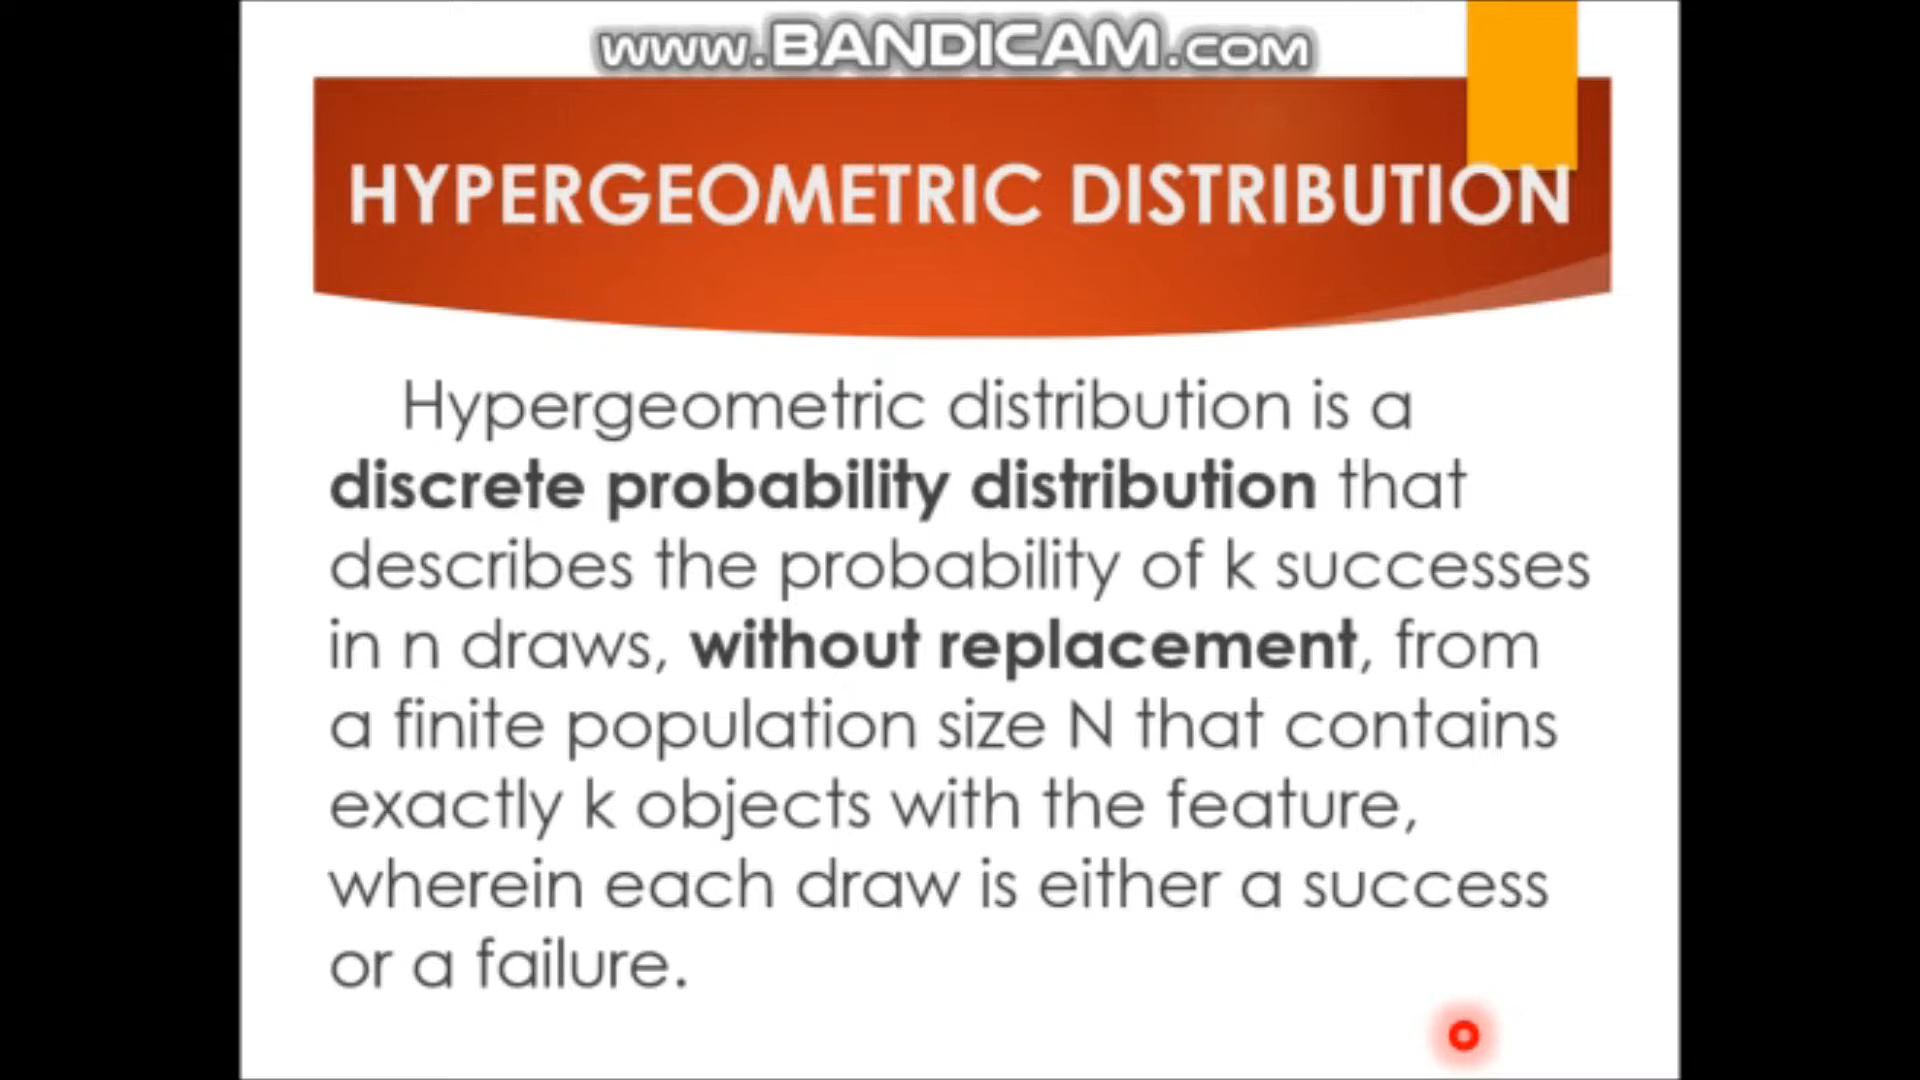 www.BANDICAM.com
HYPERGEOMETRIC DISTRIBUTION
Hypergeometric distribution is a
discrete probability distribution that
describes the probability of k successes
in n draws, without replacement, from
a finite population size N that contains
exactly k objects with the feature,
wherein each draw is either a success
or a failure.